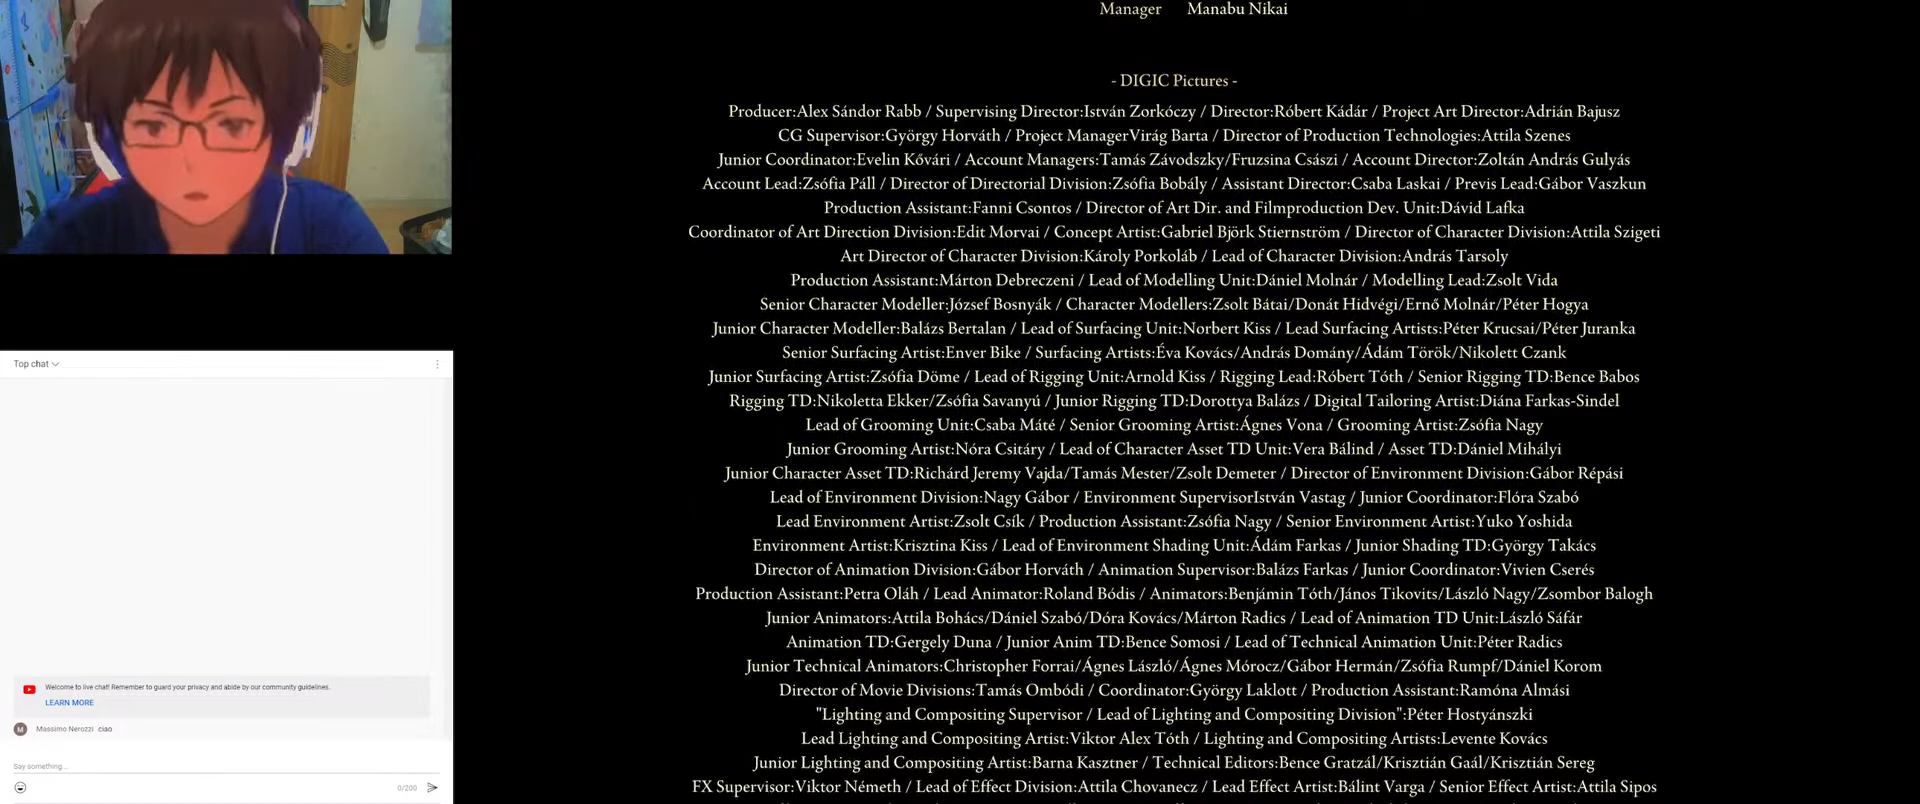 Manager Manabu Nikai
- DIGIC Pictures -
Producer:Alex Sándor Rabb / Supervising Director:István Zorkóczy / Director:Róbert Kádár / Project Art Director:Adrián Bajusz
CG Supervisor:György Horváth / Project ManagerVirág Barta / Director of Production Technologies:Attila Szenes
Junior Coordinator:Evelin Kővári / Account Managers:Tamás Závodszky/Fruzsina Császi / Account Director:Zoltán András Gulyás
Account Lead:Zsófia Páll / Director of Directorial Division:Zsófia Bobály / Assistant Director:Csaba Laskai / Previs Lead:Gábor Vaszkun
Production Assistant:Fanni Csontos / Director of Art Dir. and Filmproduction Dev. Unit:Dávid Lafka
Coordinator of Art Direction Division:Edit Morvai / Concept Artist:Gabriel Björk Stiernström / Director of Character Division:Attila Szigeti
Art Director of Character Division:Károly Porkoláb / Lead of Character Division:András Tarsoly
Production Assistant:Márton Debreczeni / Lead of Modelling Unit:Dániel Molnár / Modelling Lead:Zsolt Vida
Senior Character Modeller:József Bosnyák / Character Modellers:Zsolt Bátai/Donát Hidvégi/Ernő Molnár/Péter Hogya
Junior Character Modeller:Balázs Bertalan / Lead of Surfacing Unit:Norbert Kiss / Lead Surfacing Artists:Péter Krucsai/Péter Juranka
Senior Surfacing Artist:Enver Bike / Surfacing Artists:Éva Kovács/András Domány/Ádám Török/Nikolett Czank
Junior Surfacing Artist:Zsófia Döme / Lead of Rigging Unit:Arnold Kiss / Rigging Lead:Róbert Tóth / Senior Rigging TD:Bence Babos
Rigging TD:Nikoletta Ekker/Zsófia Savanyú / Junior Rigging TD:Dorottya Balázs / Digital Tailoring Artist:Diána Farkas-Sindel
Lead of Grooming Unit:Csaba Máté / Senior Grooming Artist:Ágnes Vona / Grooming Artist:Zsófia Nagy
Junior Grooming Artist:Nóra Csitáry / Lead of Character Asset TD Unit:Vera Bálind / Asset TD:Dániel Mihályi
Junior Character Asset TD:Richárd Jeremy Vajda/Tamás Mester/Zsolt Demeter / Director of Environment Division:Gábor Répási
Lead of Environment Division:Nagy Gábor / Environment SupervisorIstván Vastag / Junior Coordinator:Flóra Szabó
Lead Environment Artist:Zsolt Csík / Production Assistant:Zsófia Nagy / Senior Environment Artist:Yuko Yoshida
Environment Artist:Krisztina Kiss / Lead of Environment Shading Unit:Ádám Farkas / Junior Shading TD:György Takács
Director of Animation Division:Gábor Horváth / Animation Supervisor:Balázs Farkas / Junior Coordinator:Vivien Cserés
Production Assistant:Petra Oláh / Lead Animator:Roland Bódis / Animators:Benjámin Tóth/János Tikovits/László Nagy/Zsombor Balogh
Junior Animators:Attila Bohács/Dániel Szabó/Dóra Kovács/Márton Radics / Lead of Animation TD Unit:László Sáfár
Animation TD:Gergely Duna / Junior Anim TD:Bence Somosi / Lead of Technical Animation Unit:Péter Radics
Junior Technical Animators:Christopher Forrai/Ágnes László/Ágnes Mórocz/Gábor Hermán/Zsófia Rumpf/Dániel Korom
Director of Movie Divisions:Tamás Ombódi / Coordinator:György Laklott / Production Assistant:Ramóna Almási
"Lighting and Compositing Supervisor / Lead of Lighting and Compositing Division":Péter Hostyánszki
Lead Lighting and Compositing Artist:Viktor Alex Tóth / Lighting and Compositing Artists:Levente Kovács
Junior Lighting and Compositing Artist:Barna Kasztner / Technical Editors:Bence Gratzál/Krisztián Gaál/Krisztián Sereg
FX Supervisor:Viktor Németh / Lead of Effect Division:Attila Chovanecz / Lead Effect Artist:Bálint Varga / Senior Effect Artist:Attila Sipos
Top chat
Welcome to live chat! Remember to guard your privacy and abide by our community guidelines.
LEARN MORE
M Massimo Nerozzi ciao
Say something...
0/200